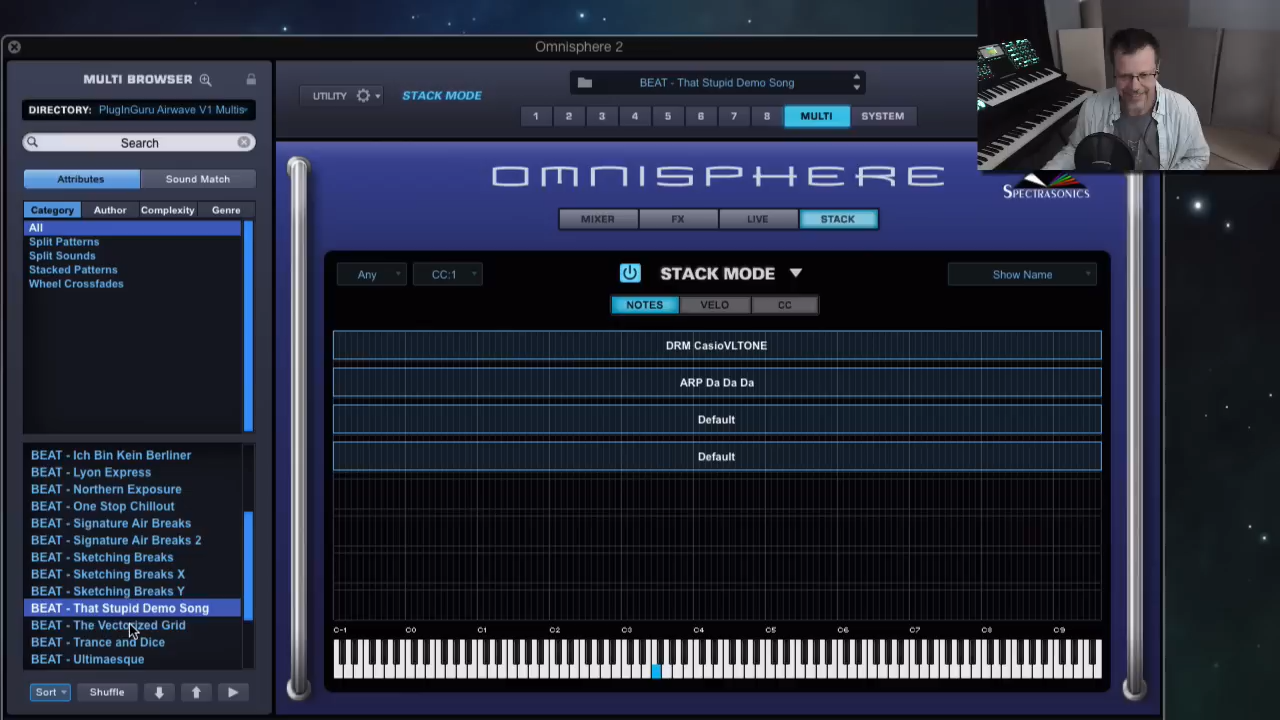 Omnisphere 2
MULTI BROWSER
DIRECTORY: PlugInGuru Airwave V1 Multis
Search
Attributes
Sound Match
Category
Author
Complexity
Genre
All
Split Patterns
Split Sounds
Stacked Patterns
Wheel Crossfades
BEAT - Ich Bin Kein Berliner
BEAT - Lyon Express
BEAT - Northern Exposure
BEAT - One Stop Chillout
BEAT - Signature Air Breaks
BEAT - Signature Air Breaks 2
BEAT - Sketching Breaks
BEAT - Sketching Breaks X
BEAT - Sketching Breaks Y
BEAT - That Stupid Demo Song
BEAT - The Vectorized Grid
BEAT - Trance and Dice
BEAT - Ultimaesque
Sort
Shuffle
UTILITY
STACK MODE
BEAT - That Stupid Demo Song
1 2 3 4 5 6 7 8 MULTI SYSTEM
OMNISPHERE
SPECTRASONICS
MIXER FX LIVE STACK
Any
CC:1
STACK MODE
Show Name
NOTES VELO CC
DRM CasioVLTONE
ARP Da Da Da
Default
Default
C-1 C0 C1 C2 C3 C4 C5 C6 C7 C8 C9